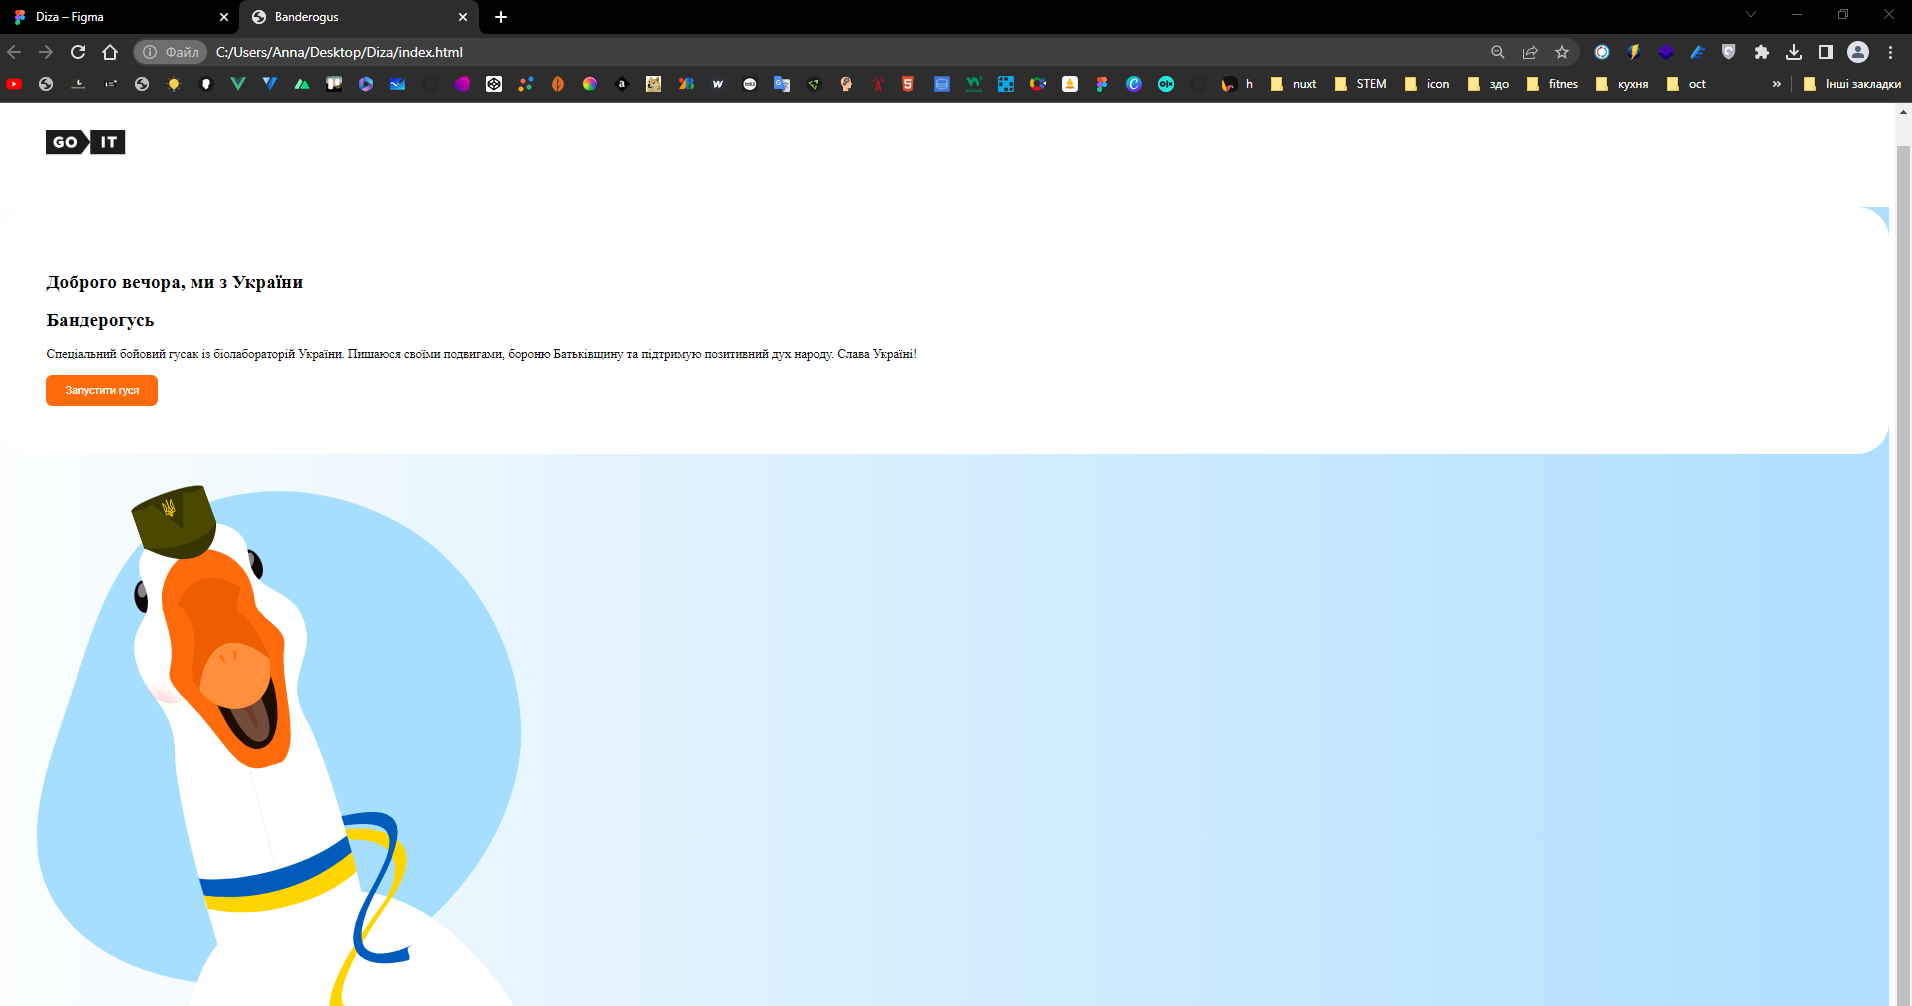 Diza – Figma
Banderogus
Файл
C:/Users/Anna/Desktop/Diza/index.html
h
nuxt
STEM
icon
здо
fitnes
кухня
oct
»
Інші закладки
GO IT
Доброго вечора, ми з України
Бандерогусь
Спеціальний бойовий гусак із біолабораторій України. Пишаюся своїми подвигами, бороню Батьківщину та підтримую позитивний дух народу. Слава Україні!
Запустити гуся